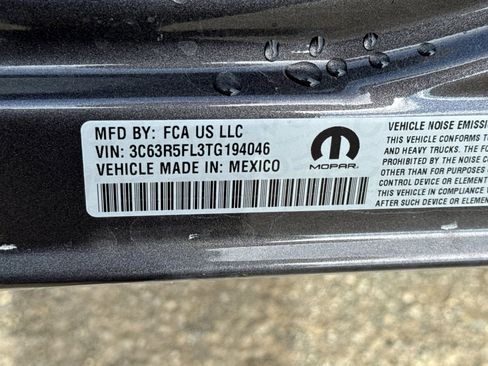 MFD BY: FCA US LLC
VIN: 3C63R5FL3TG194046
VEHICLE MADE IN: MEXICO
MOPAR
VEHICLE NOISE EMISSI
THIS VEHICLE CONFORMS
AND HEAVY TRUCKS. THE FO
PROHIBITED BY THE NOISE CO
OTHER THAN FOR PURPOSES
CONTROL DEVICE OR ELEMENT
THIS VEHICLE IN COMPLIANCE W
AFTER SUCH DEVICE OR ELEMENT